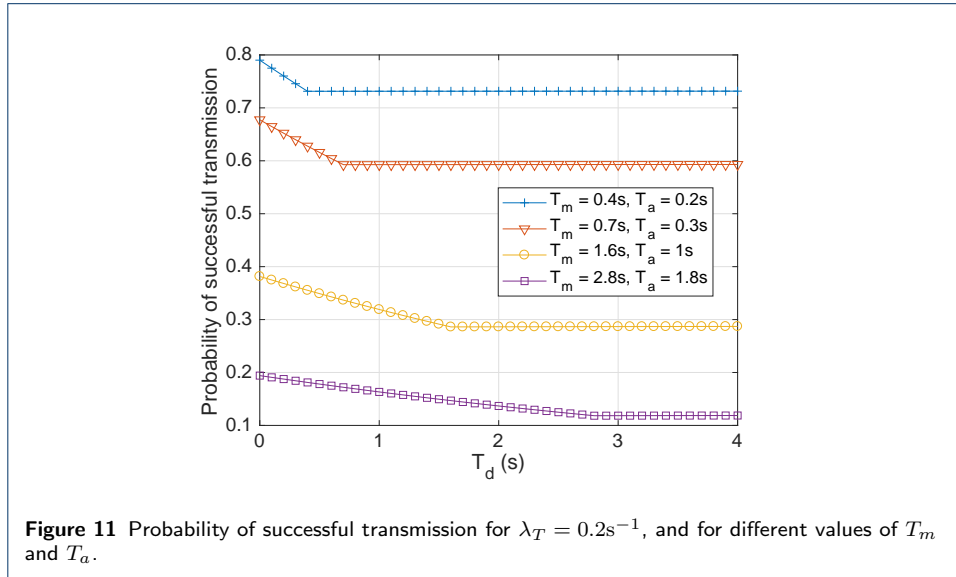 0.8
0.7
0.6
0.5
0.4
0.3
0.2
0.1
Probability of successful transmission
T_m = 0.4s, T_a = 0.2s
T_m = 0.7s, T_a = 0.3s
T_m = 1.6s, T_a = 1s
T_m = 2.8s, T_a = 1.8s
0 1 2 3 4
T_d (s)
Figure 11 Probability of successful transmission for λ_T = 0.2s⁻¹, and for different values of T_m
and T_a.